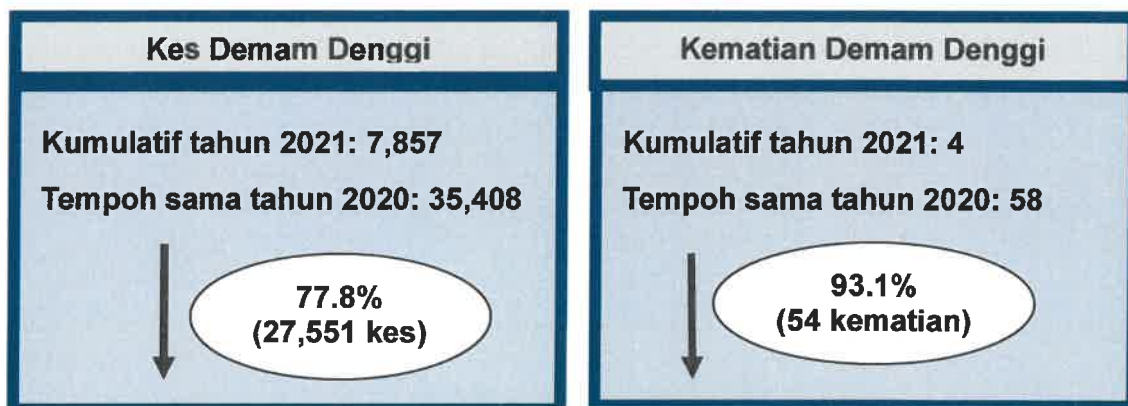 Kes Demam Denggi
Kumulatif tahun 2021: 7,857
Tempoh sama tahun 2020: 35,408
77.8%
(27,551 kes)
Kematian Demam Denggi
Kumulatif tahun 2021: 4
Tempoh sama tahun 2020: 58
93.1%
(54 kematian)